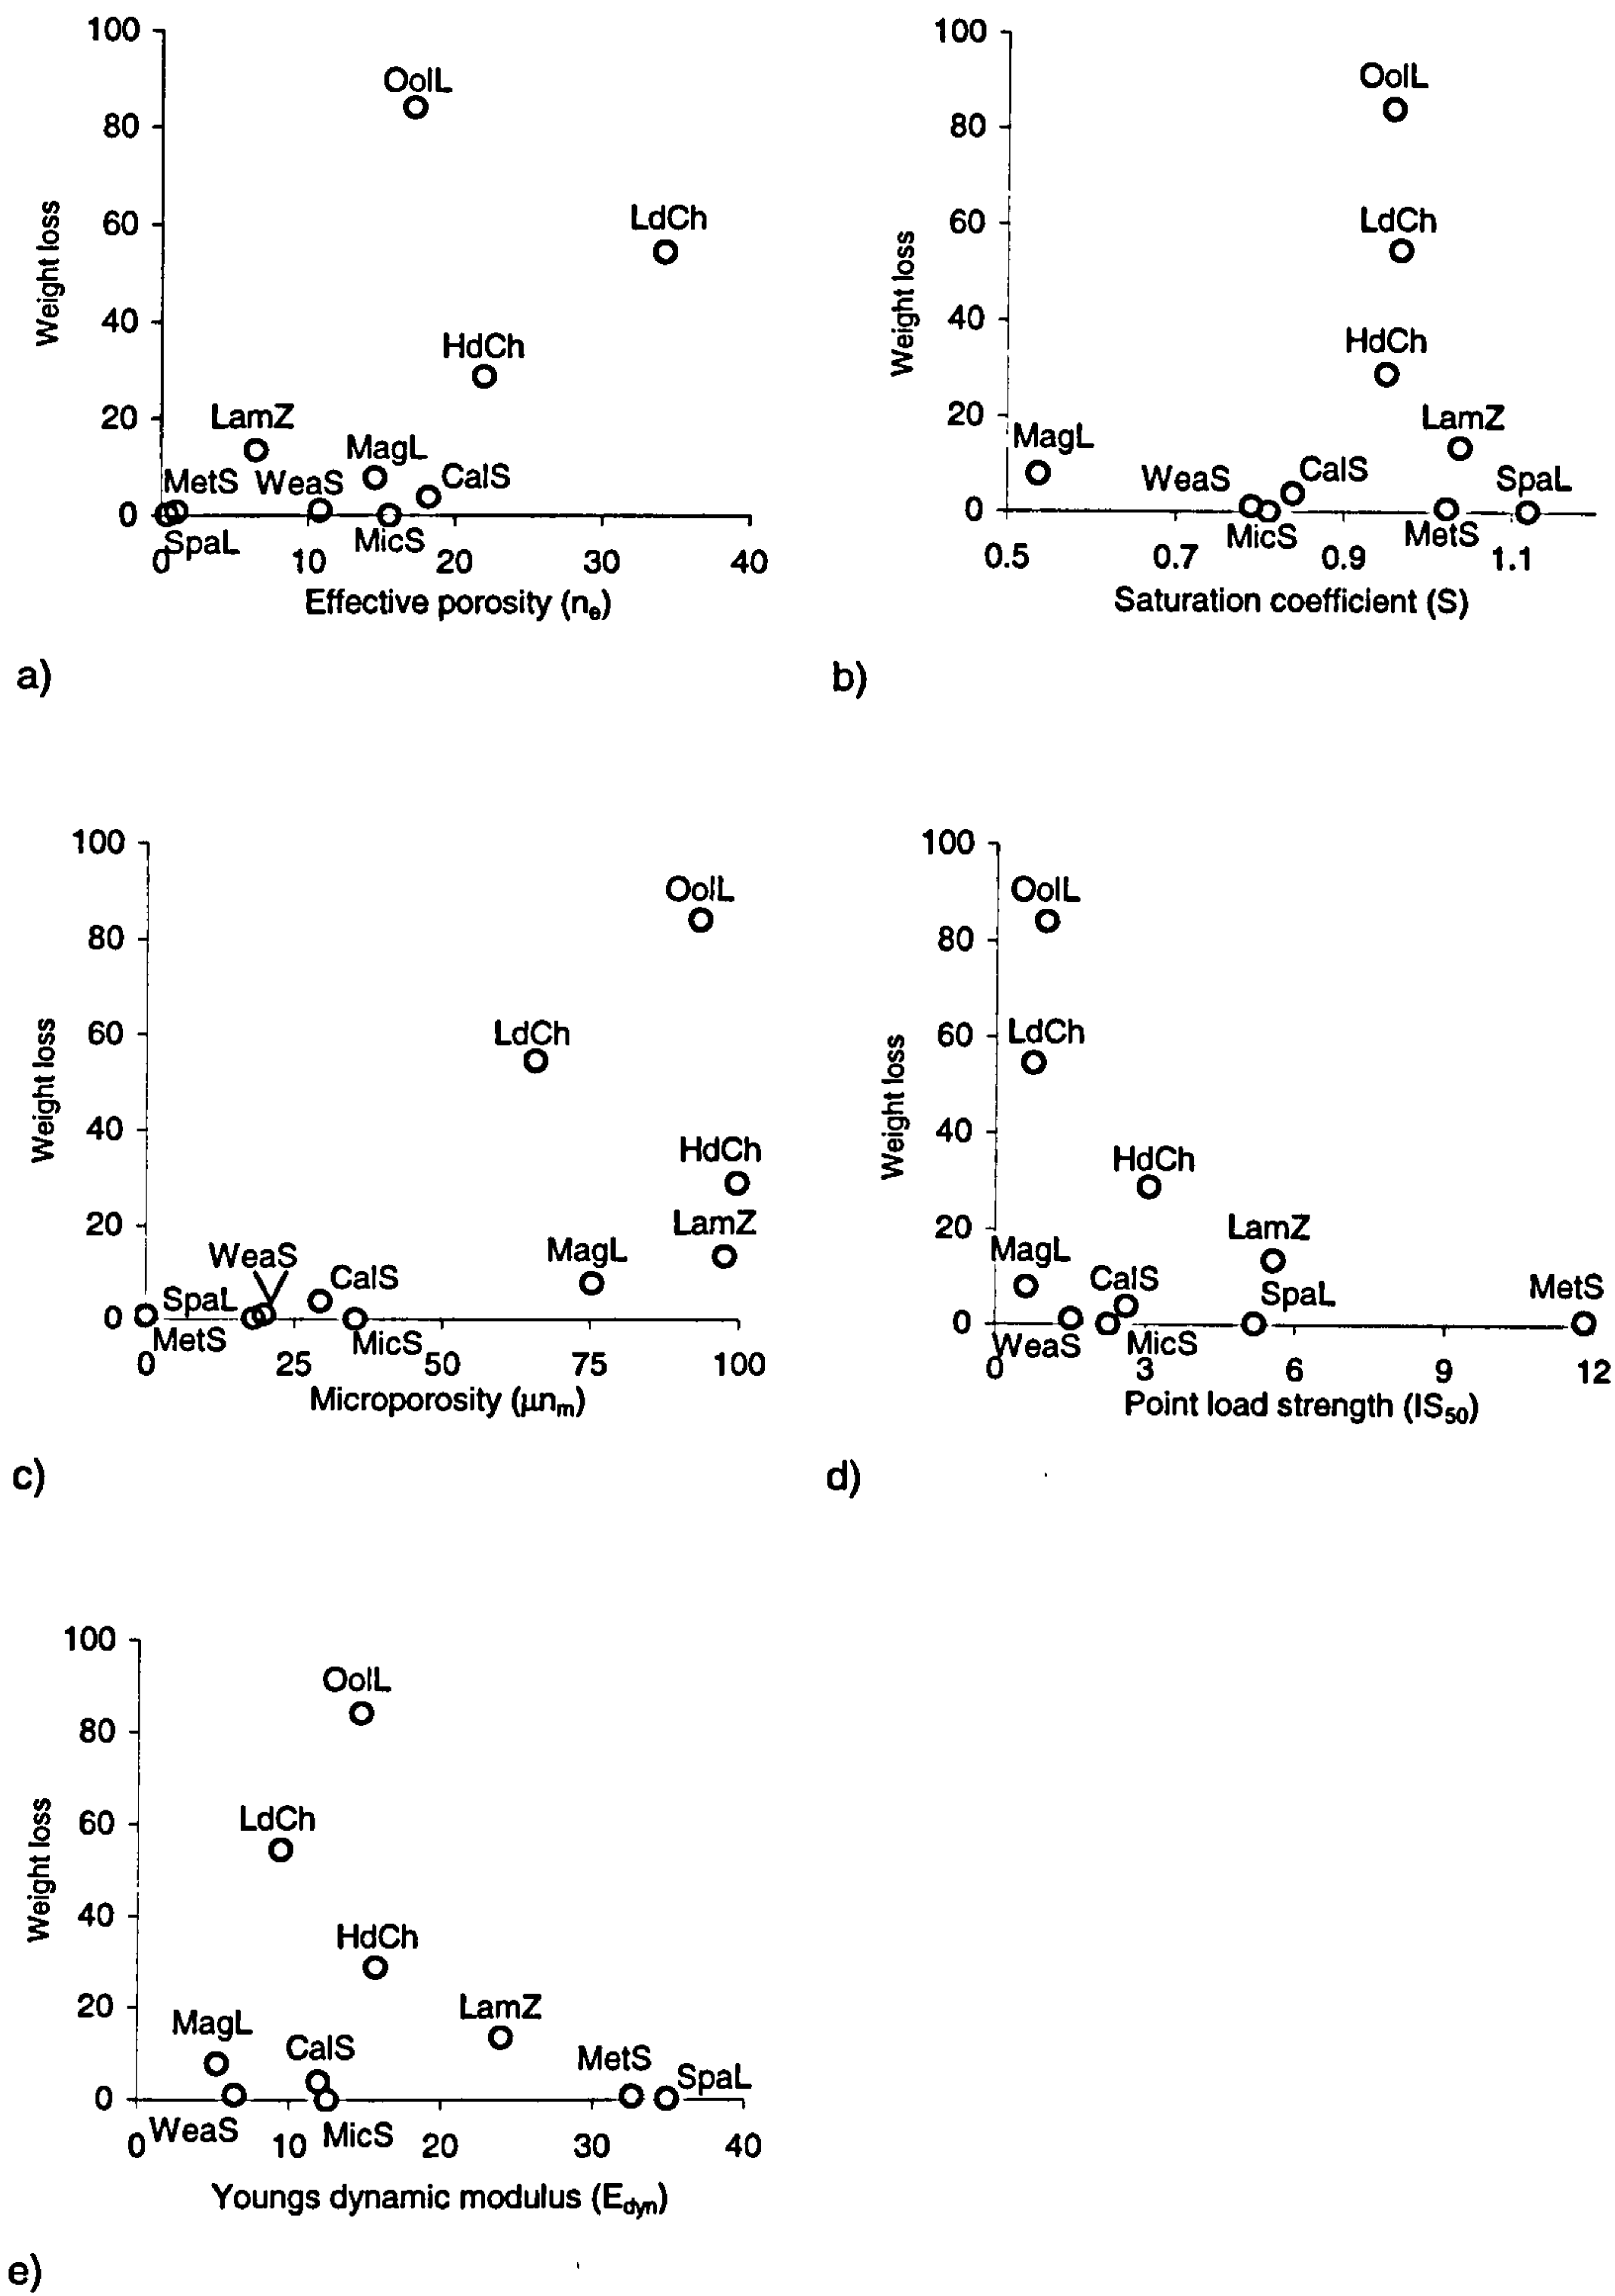 100
80
60
40
20
0
Weight loss
OolL
LdCh
HdCh
LamZ
MagL
CalS
MetS WeaS
SpaL
MicS
0 10 20 30 40
Effective porosity (nₑ)
a)
100
80
60
40
20
0
Weight loss
OolL
LdCh
HdCh
LamZ
MagL
CalS
WeaS
SpaL
MicS
MetS
0.5 0.7 0.9 1.1
Saturation coefficient (S)
b)
100
80
60
40
20
0
Weight loss
OolL
LdCh
HdCh
LamZ
MagL
WeaS
CalS
SpaL
MetS
MicS
0 25 50 75 100
Microporosity (µnₘ)
c)
100
80
60
40
20
0
Weight loss
OolL
LdCh
HdCh
LamZ
MagL
CalS
SpaL
MetS
WeaS
MicS
0 3 6 9 12
Point load strength (IS₅₀)
d)
100
80
60
40
20
0
Weight loss
OolL
LdCh
HdCh
LamZ
MagL
CalS
MetS
SpaL
WeaS
MicS
0 10 20 30 40
Youngs dynamic modulus (E_dyn)
e)